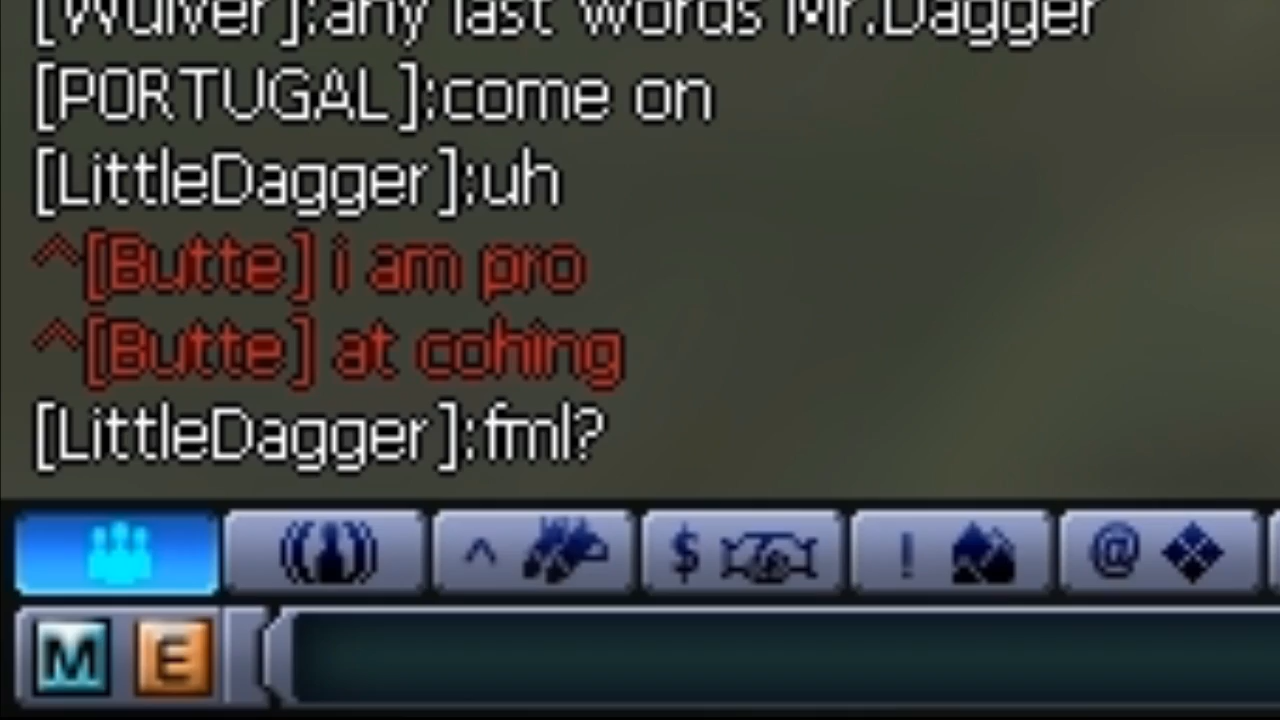 [Wulver]:any last words Mr.Dagger
[PORTUGAL]:come on
[LittleDagger]:uh
^[Butte] i am pro
^[Butte] at cohing
[LittleDagger]:fml?
^ $ ! @
M E